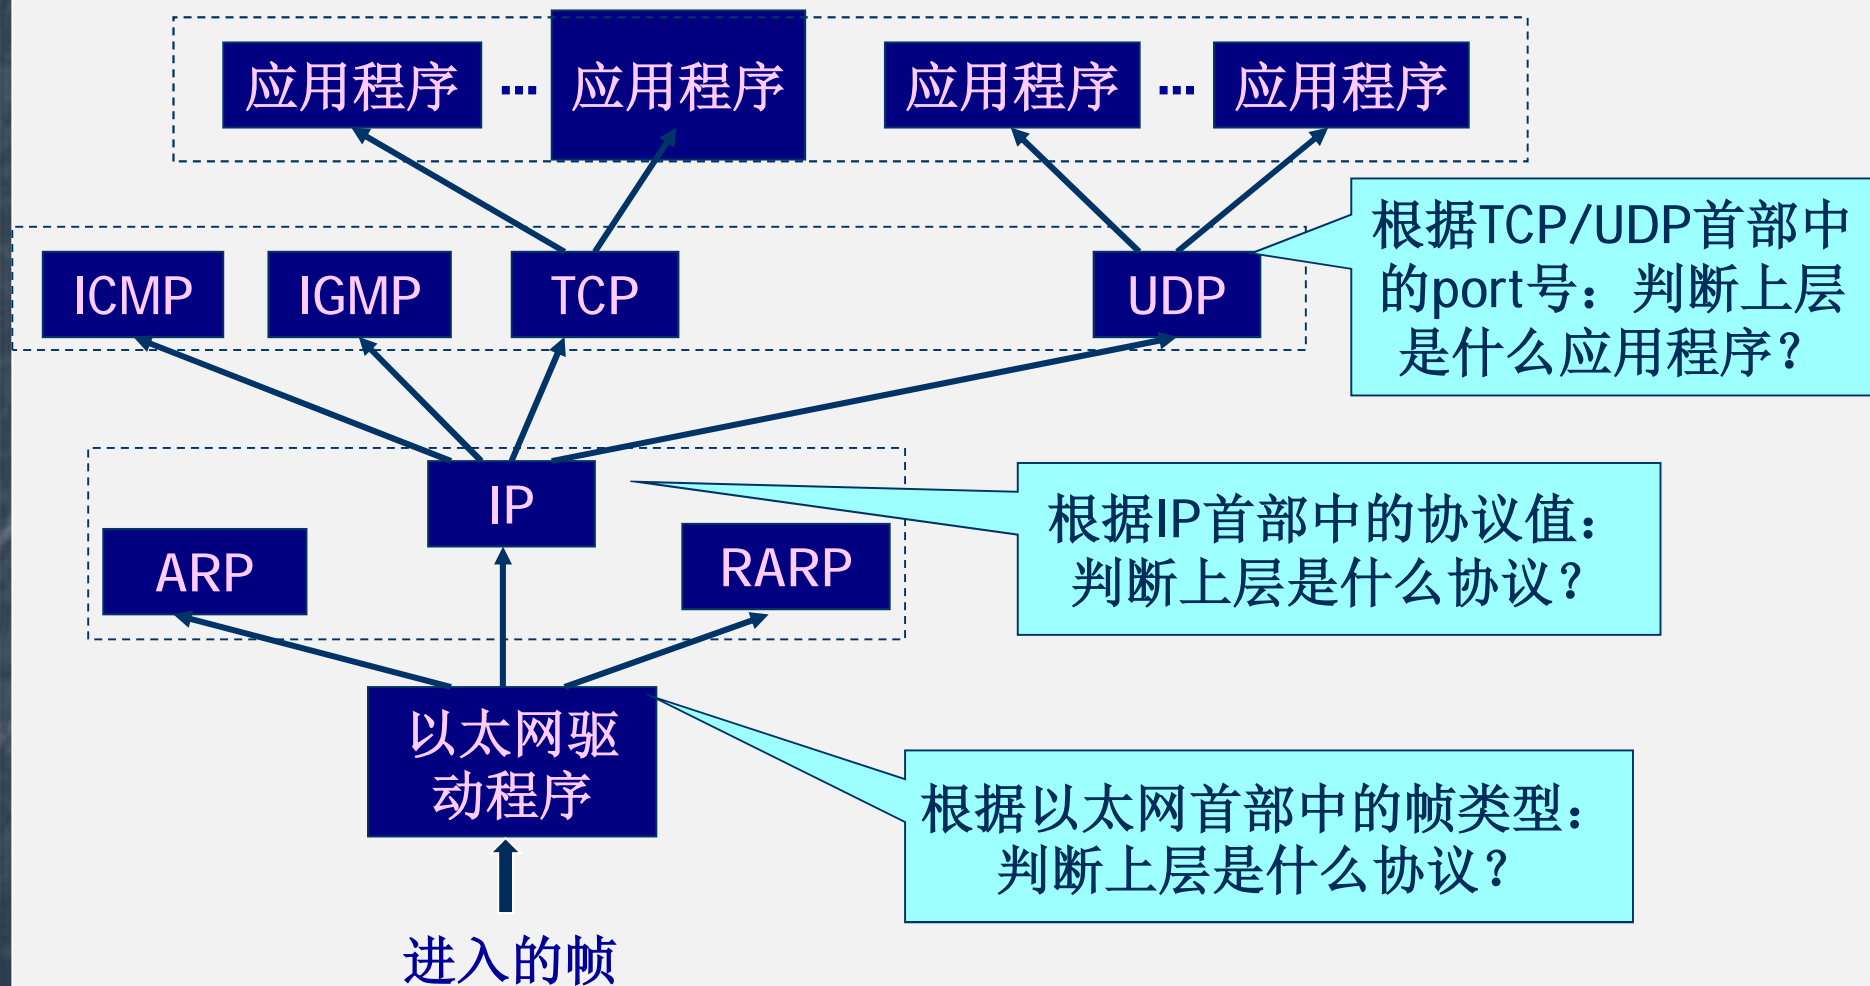 应用程序 … 应用程序 应用程序 … 应用程序
根据TCP/UDP首部中
的port号：判断上层
是什么应用程序？
ICMP IGMP TCP UDP
IP
根据IP首部中的协议值：
判断上层是什么协议？
ARP RARP
以太网驱
动程序
根据以太网首部中的帧类型：
判断上层是什么协议？
进入的帧